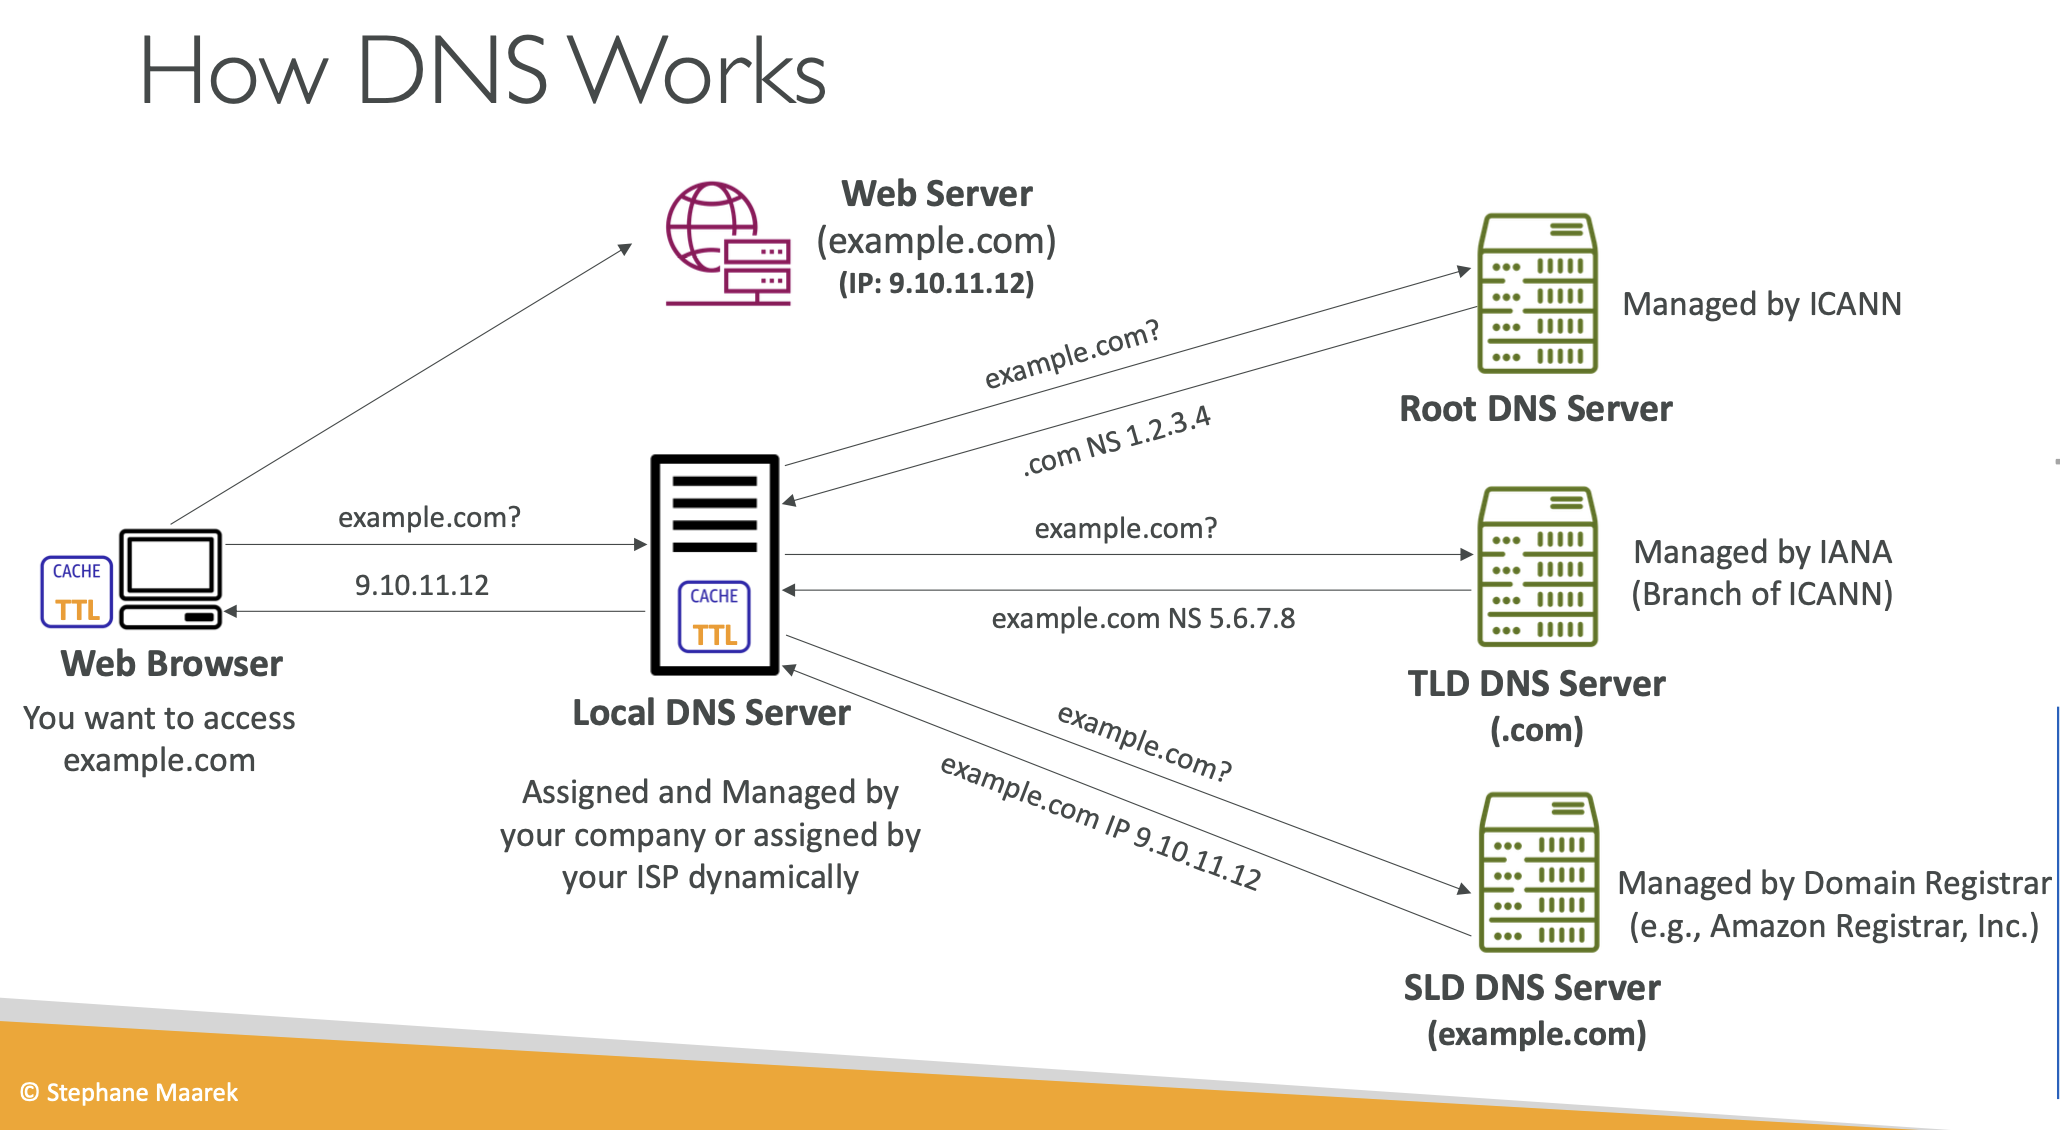 How DNS Works
Web Server
(example.com)
(IP: 9.10.11.12)
Managed by ICANN
Root DNS Server
example.com?
.com NS 1.2.3.4
example.com?
9.10.11.12
CACHE
TTL
Web Browser
You want to access
example.com
CACHE
TTL
Local DNS Server
Assigned and Managed by
your company or assigned by
your ISP dynamically
example.com?
example.com NS 5.6.7.8
Managed by IANA
(Branch of ICANN)
TLD DNS Server
(.com)
example.com?
example.com IP 9.10.11.12
Managed by Domain Registrar
(e.g., Amazon Registrar, Inc.)
SLD DNS Server
(example.com)
© Stephane Maarek